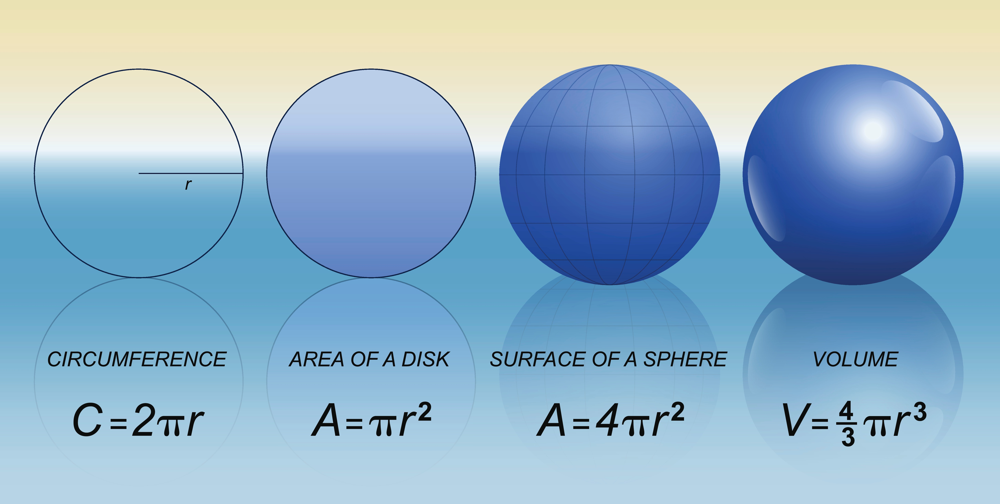 r
CIRCUMFERENCE
C=2πr
AREA OF A DISK
A=πr²
SURFACE OF A SPHERE
A=4πr²
VOLUME
V=4/3πr³